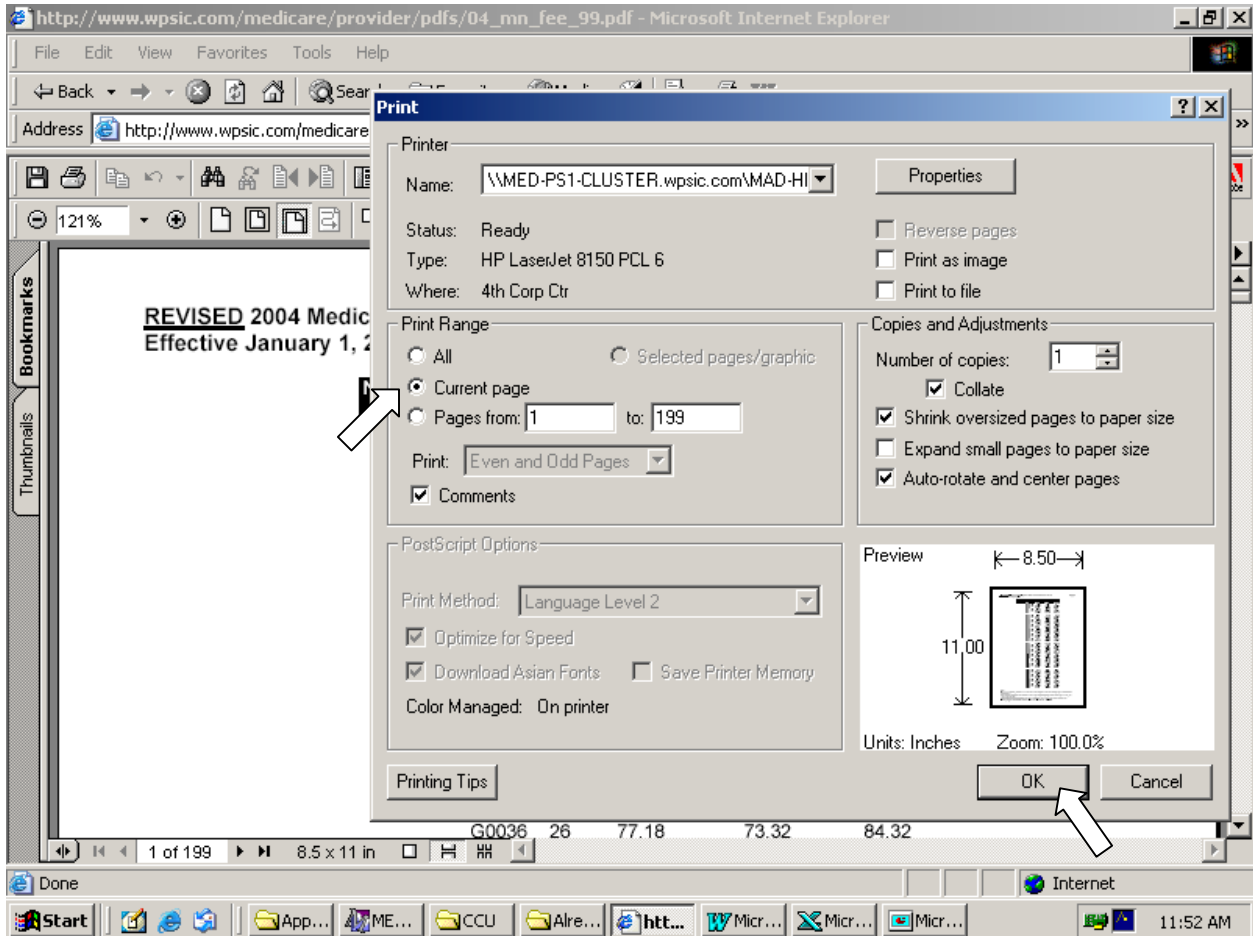 http://www.wpsic.com/medicare/provider/pdfs/04_mn_fee_99.pdf - Microsoft Internet Explorer
File Edit View Favorites Tools Help
Back Sear
Address http://www.wpsic.com/medicare
121%
Bookmarks
Thumbnails
REVISED 2004 Medic
Effective January 1, 2
Print
Printer
Name: \\MED-PS1-CLUSTER.wpsic.com\MAD-HI Properties
Status: Ready Reverse pages
Type: HP LaserJet 8150 PCL 6 Print as image
Where: 4th Corp Ctr Print to file
Print Range
All Selected pages/graphic
Current page
Pages from: 1 to: 199
Print: Even and Odd Pages
Comments
Copies and Adjustments
Number of copies: 1
Collate
Shrink oversized pages to paper size
Expand small pages to paper size
Auto-rotate and center pages
PostScript Options
Print Method: Language Level 2
Optimize for Speed
Download Asian Fonts Save Printer Memory
Color Managed: On printer
Preview
8.50
11.00
Units: Inches Zoom: 100.0%
Printing Tips OK Cancel
G0036 26 77.18 73.32 84.32
1 of 199 8.5 x 11 in
Done Internet
Start App... ME... CCU Alre... htt... Micr... Micr... Micr... 11:52 AM